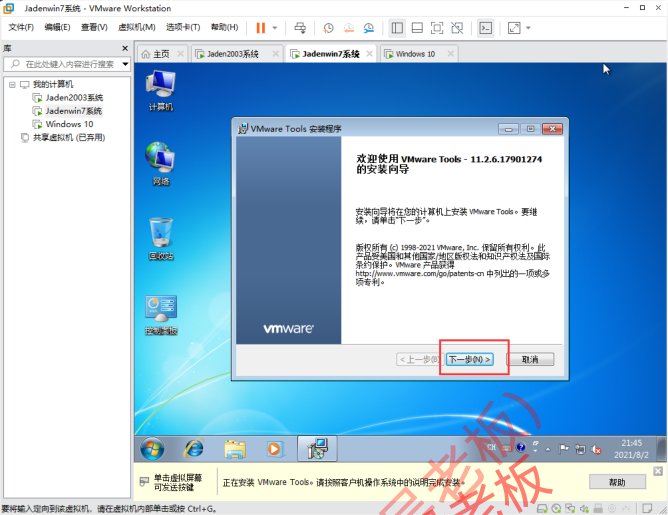 Jadenwin7系统 - VMware Workstation
文件(F) 编辑(E) 查看(V) 虚拟机(M) 选项卡(T) 帮助(H)
库
在此处键入内容进行搜索
主页 Jaden2003系统 Jadenwin7系统 Windows 10
我的计算机
Jaden2003系统
Jadenwin7系统
Windows 10
共享虚拟机 (已弃用)
计算机
网络
回收站
控制面板
VMware Tools 安装程序
欢迎使用 VMware Tools - 11.2.6.17901274
的安装向导
安装向导将在您的计算机上安装 VMware Tools。要继
续，请单击“下一步”。
版权所有 (c) 1998-2021 VMware, Inc. 保留所有权利。此
产品受美国和其他国家/地区版权法和知识产权法及国际
条约保护。VMware 产品获得
http://www.vmware.com/go/patents-cn 中列出的一项或多
项专利。
vmware
< 上一步(B) 下一步(N) > 取消
CH
21:45
2021/8/2
单击虚拟屏幕
可发送按键
正在安装 VMware Tools。请按照客户机操作系统中的说明完成安装。
帮助
要将输入定向到该虚拟机，请在虚拟机内部单击或按 Ctrl+G。
老板）
老板